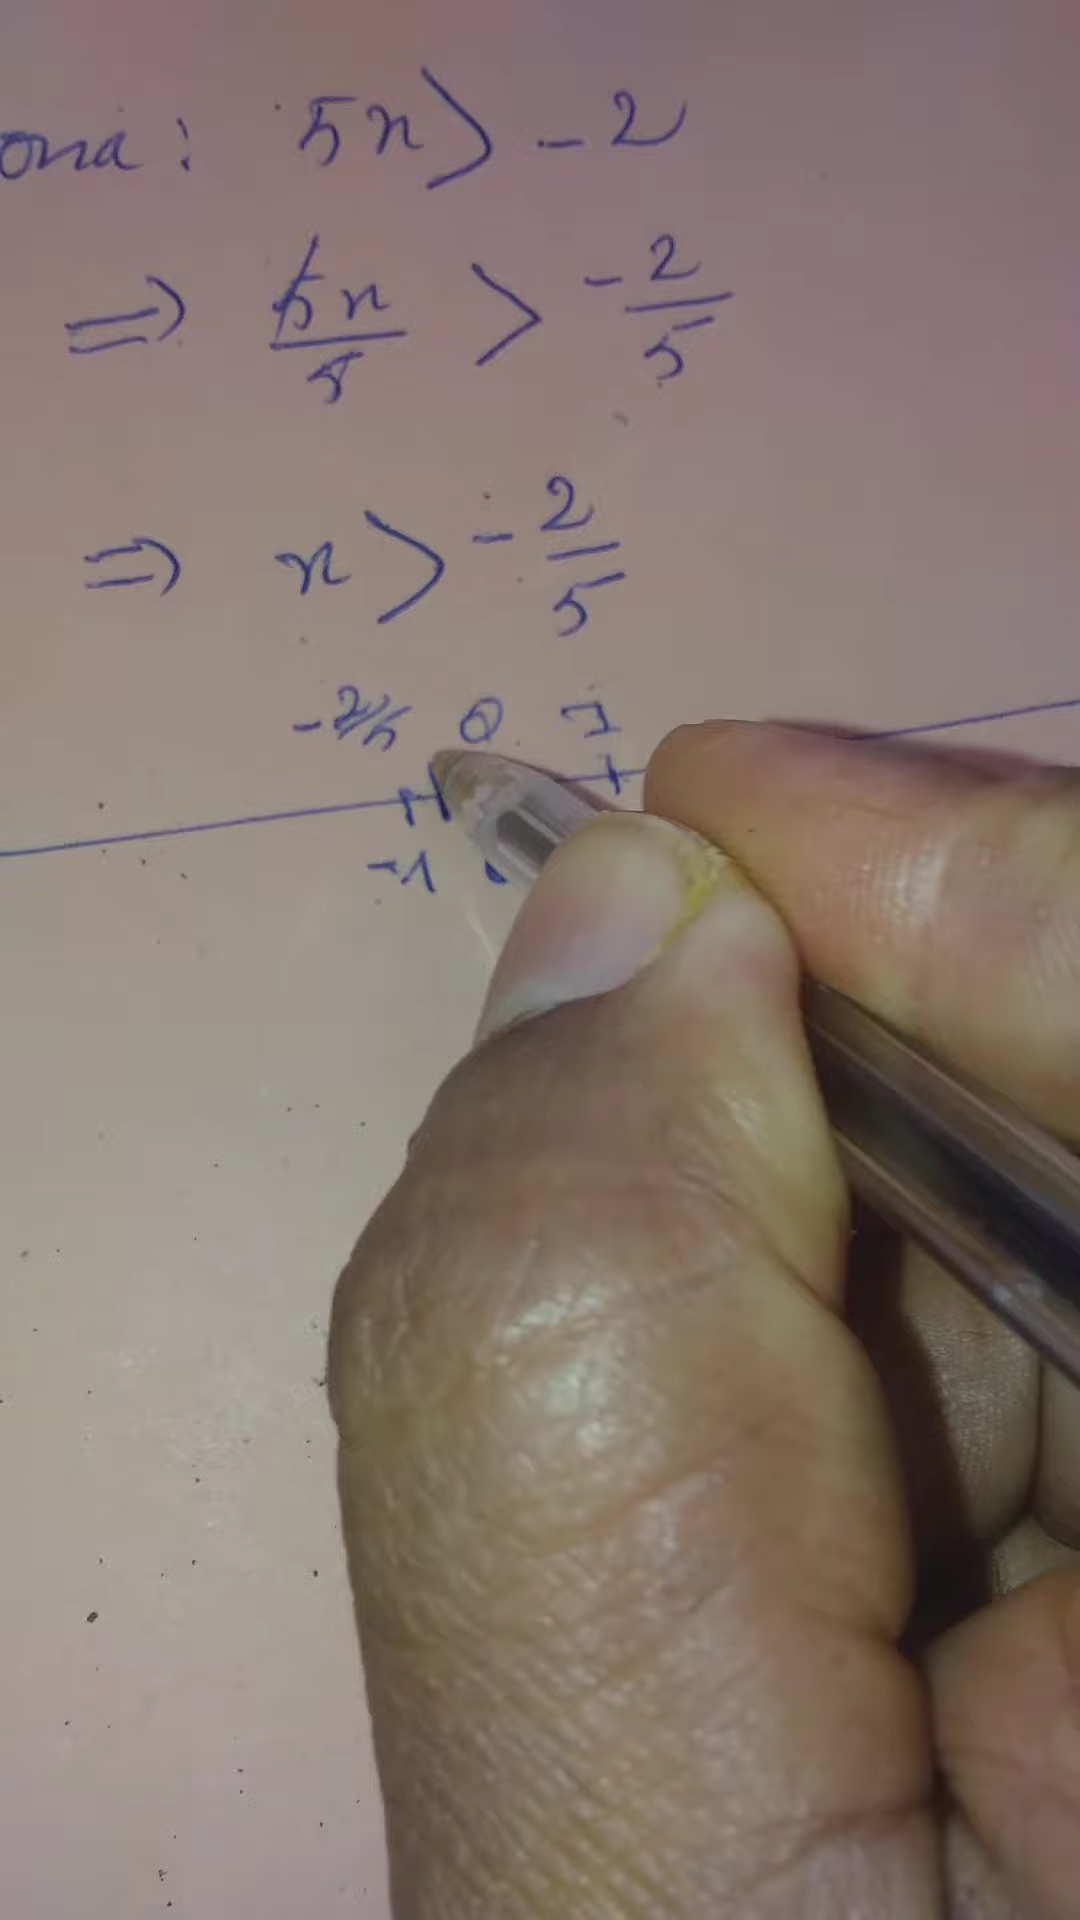 ona: 5x > -2
⇒ 5x/5 > -2/5
⇒ x > -2/5
-2/5 0 1
-1